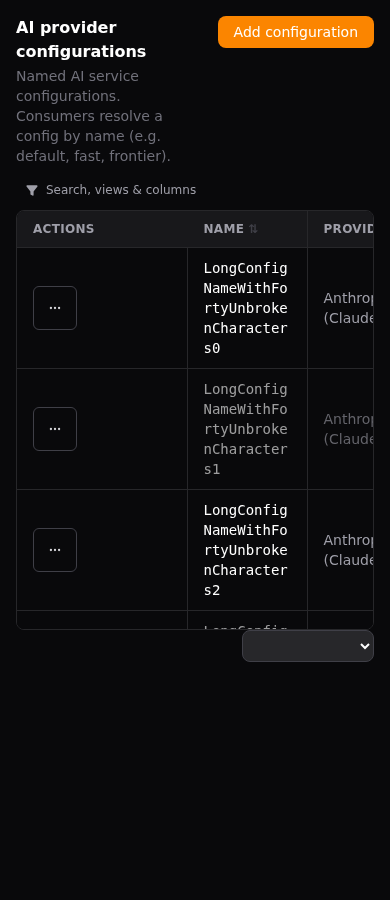 AI provider
configurations
Add configuration
Named AI service
configurations.
Consumers resolve a
config by name (e.g.
default, fast, frontier).
Search, views & columns
ACTIONS
NAME ⇅
PROVID
LongConfig
NameWithFo
rtyUnbroke
nCharacter
s0
Anthrop
(Claude
LongConfig
NameWithFo
rtyUnbroke
nCharacter
s1
Anthrop
(Claude
LongConfig
NameWithFo
rtyUnbroke
nCharacter
s2
Anthrop
(Claude
LongConfig